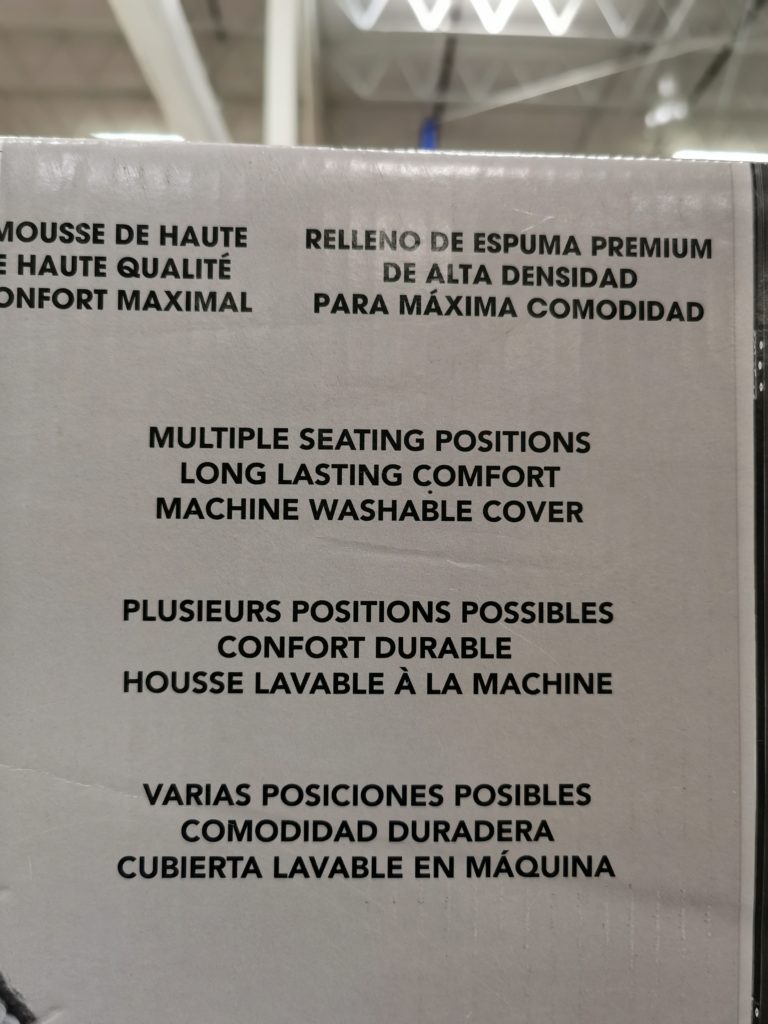 MOUSSE DE HAUTE
HAUTE QUALITÉ
MAXIMAL
RELLENO DE ESPUMA PREMIUM
DE ALTA DENSIDAD
PARA MÁXIMA COMODIDAD
MULTIPLE SEATING POSITIONS
LONG LASTING COMFORT
MACHINE WASHABLE COVER
PLUSIEURS POSITIONS POSSIBLES
CONFORT DURABLE
HOUSSE LAVABLE À LA MACHINE
VARIAS POSICIONES POSIBLES
COMODIDAD DURADERA
CUBIERTA LAVABLE EN MÁQUINA